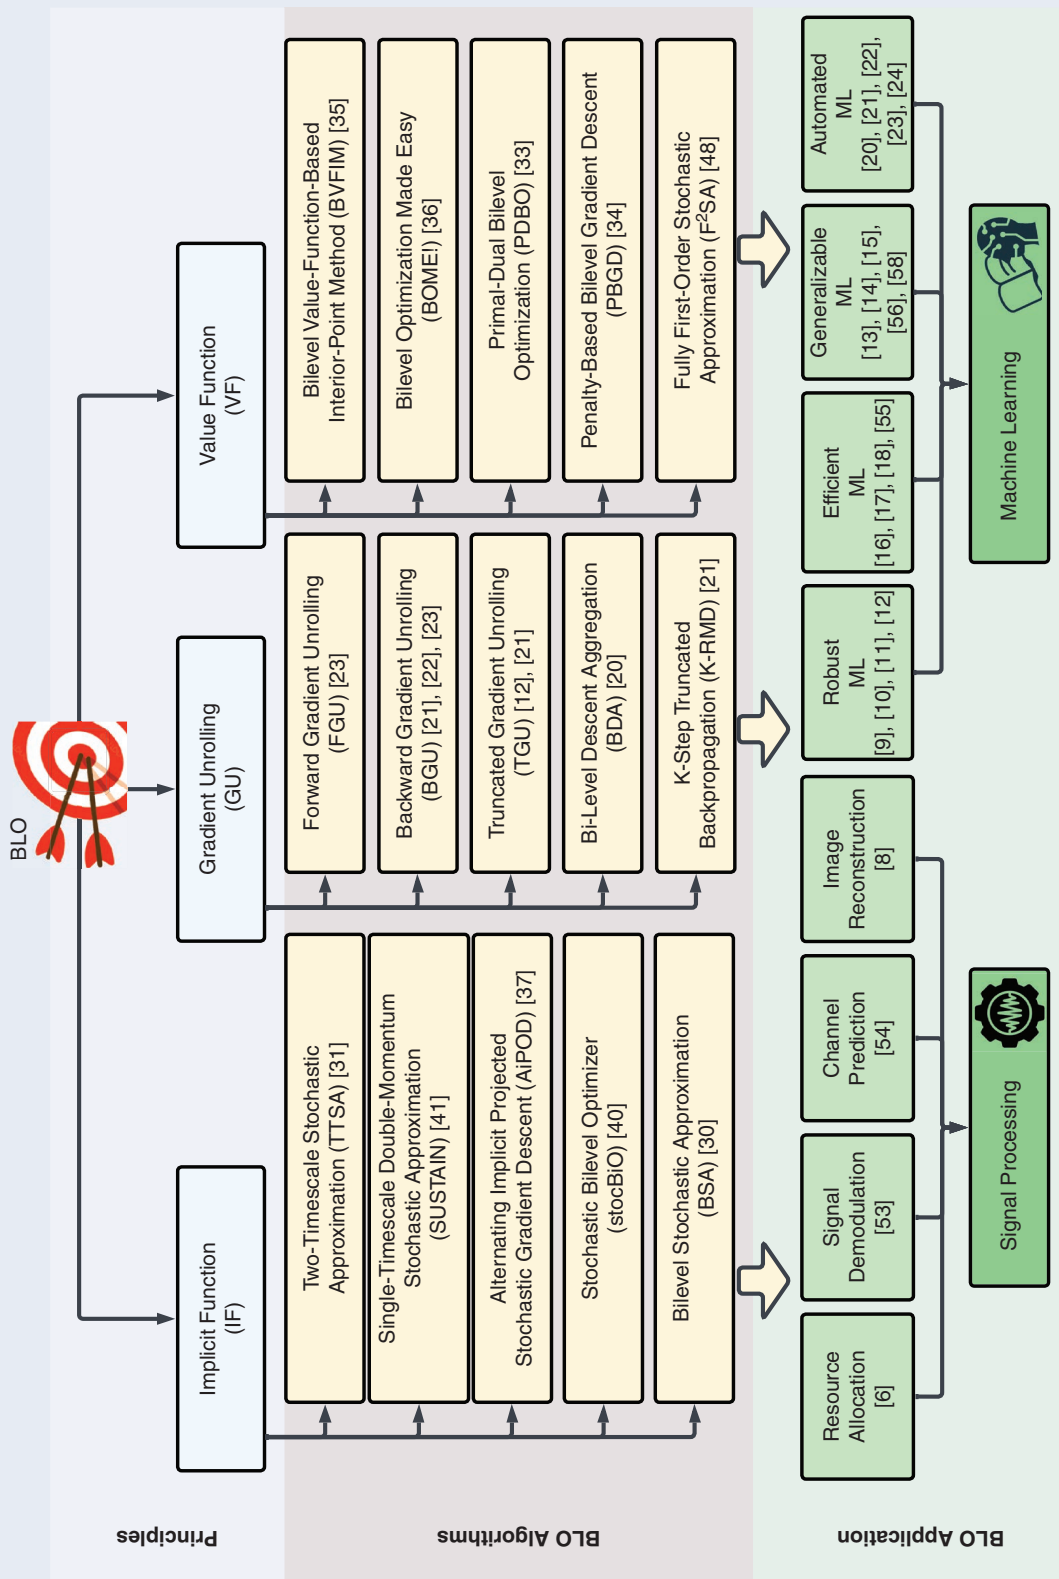 BLO
Principles
Implicit Function
(IF)
Gradient Unrolling
(GU)
Value Function
(VF)
BLO Algorithms
Two-Timescale Stochastic
Approximation (TTSA) [31]
Single-Timescale Double-Momentum
Stochastic Approximation
(SUSTAIN) [41]
Alternating Implicit Projected
Stochastic Gradient Descent (AiPOD) [37]
Stochastic Bilevel Optimizer
(stocBiO) [40]
Bilevel Stochastic Approximation
(BSA) [30]
Forward Gradient Unrolling
(FGU) [23]
Backward Gradient Unrolling
(BGU) [21], [22], [23]
Truncated Gradient Unrolling
(TGU) [12], [21]
Bi-Level Descent Aggregation
(BDA) [20]
K-Step Truncated
Backpropagation (K-RMD) [21]
Bilevel Value-Function-Based
Interior-Point Method (BVFIM) [35]
Bilevel Optimization Made Easy
(BOME!) [36]
Primal-Dual Bilevel
Optimization (PDBO) [33]
Penalty-Based Bilevel Gradient Descent
(PBGD) [34]
Fully First-Order Stochastic
Approximation (F²SA) [48]
BLO Application
Resource
Allocation
[6]
Signal
Demodulation
[53]
Channel
Prediction
[54]
Image
Reconstruction
[8]
Robust
ML
[9], [10], [11], [12]
Efficient
ML
[16], [17], [18], [55]
Generalizable
ML
[13], [14], [15],
[56], [58]
Automated
ML
[20], [21], [22],
[23], [24]
Signal Processing
Machine Learning